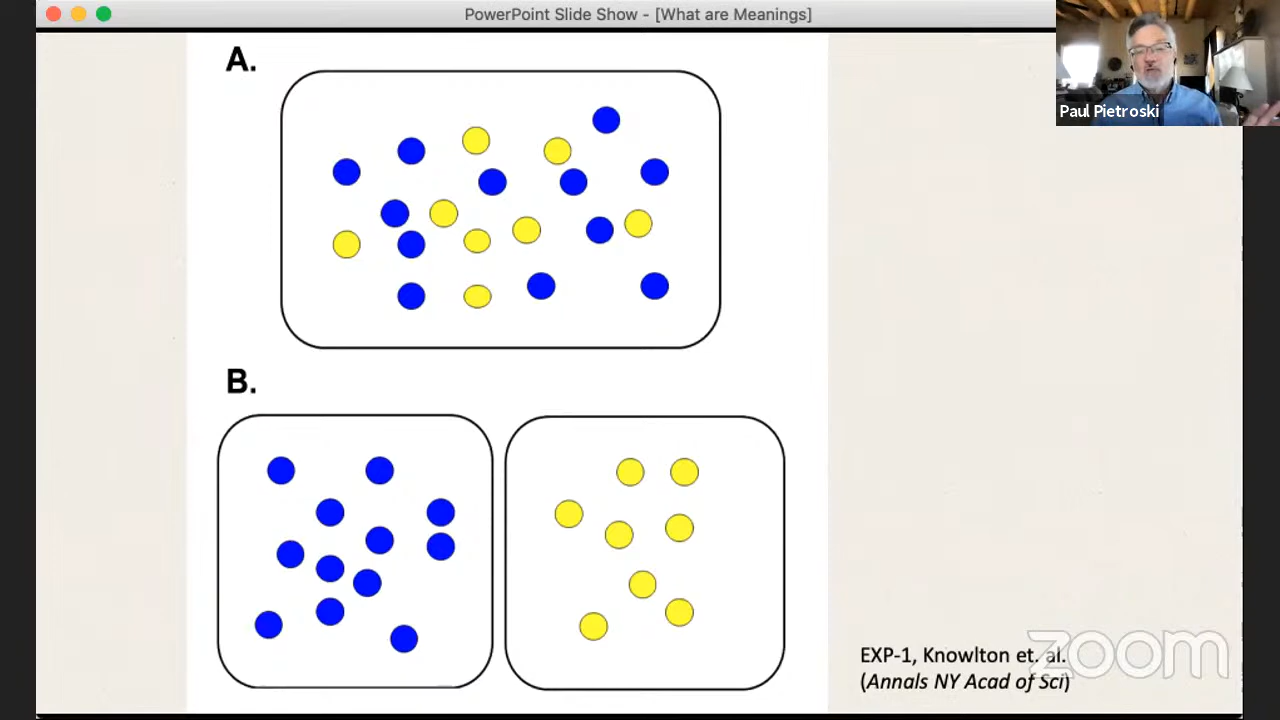 PowerPoint Slide Show - [What are Meanings]
Paul Pietroski
A.
B.
EXP-1, Knowlton et. al.
(Annals NY Acad of Sci)
zoom